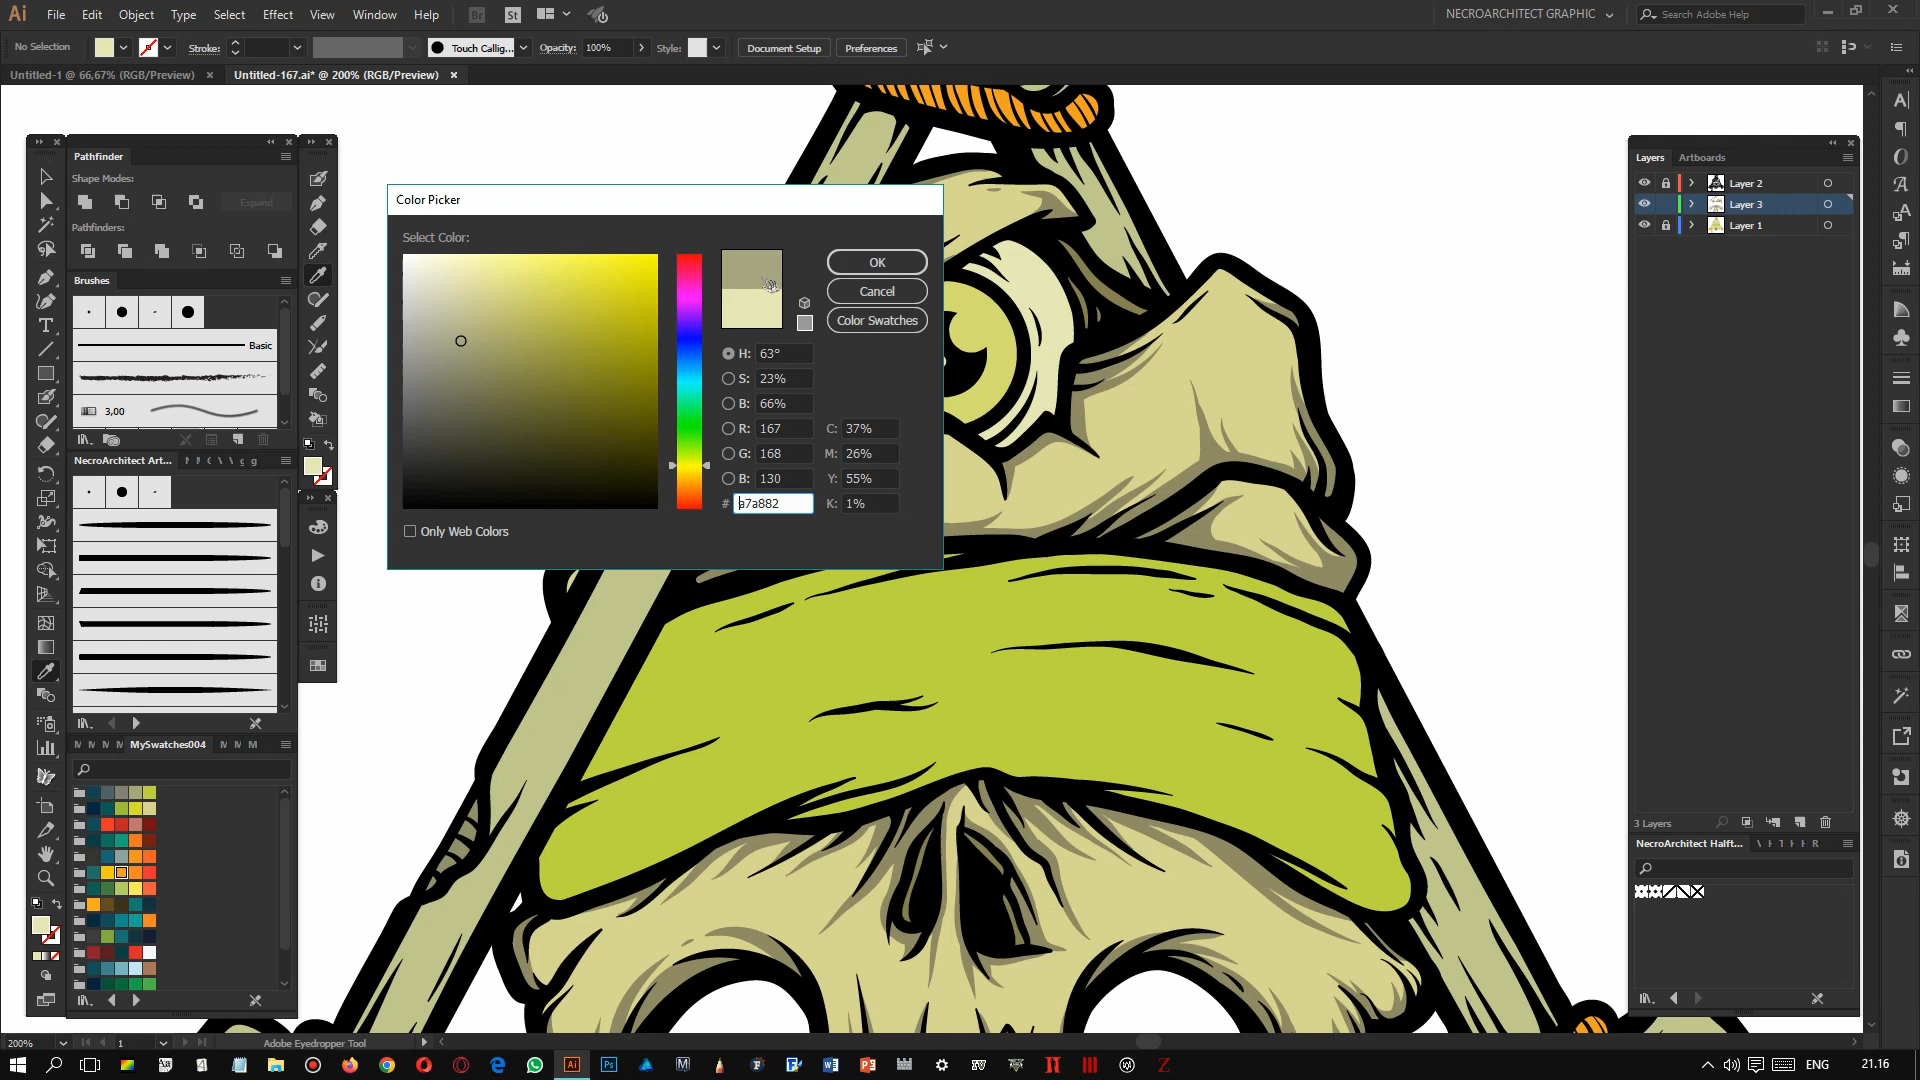 Ai File Edit Object Type Select Effect View Window Help Br St NECROARCHITECT GRAPHIC Search Adobe Help
No Selection Stroke: Touch Callig... Opacity: 100% Style: Document Setup Preferences
Untitled-1 @ 66,67% (RGB/Preview) × Untitled-167.ai* @ 200% (RGB/Preview) ×
Pathfinder
Shape Modes:
Expand
Pathfinders:
Brushes
Basic
3,00
NecroArchitect Art...
MySwatches004
Color Picker
Select Color:
OK
Cancel
Color Swatches
H: 63°
S: 23%
B: 66%
R: 167 C: 37%
G: 168 M: 26%
B: 130 Y: 55%
# a7a882 K: 1%
Only Web Colors
Layers Artboards
Layer 2
Layer 3
Layer 1
3 Layers
NecroArchitect Halft...
200% 1 Adobe Eyedropper Tool
ENG 21.16